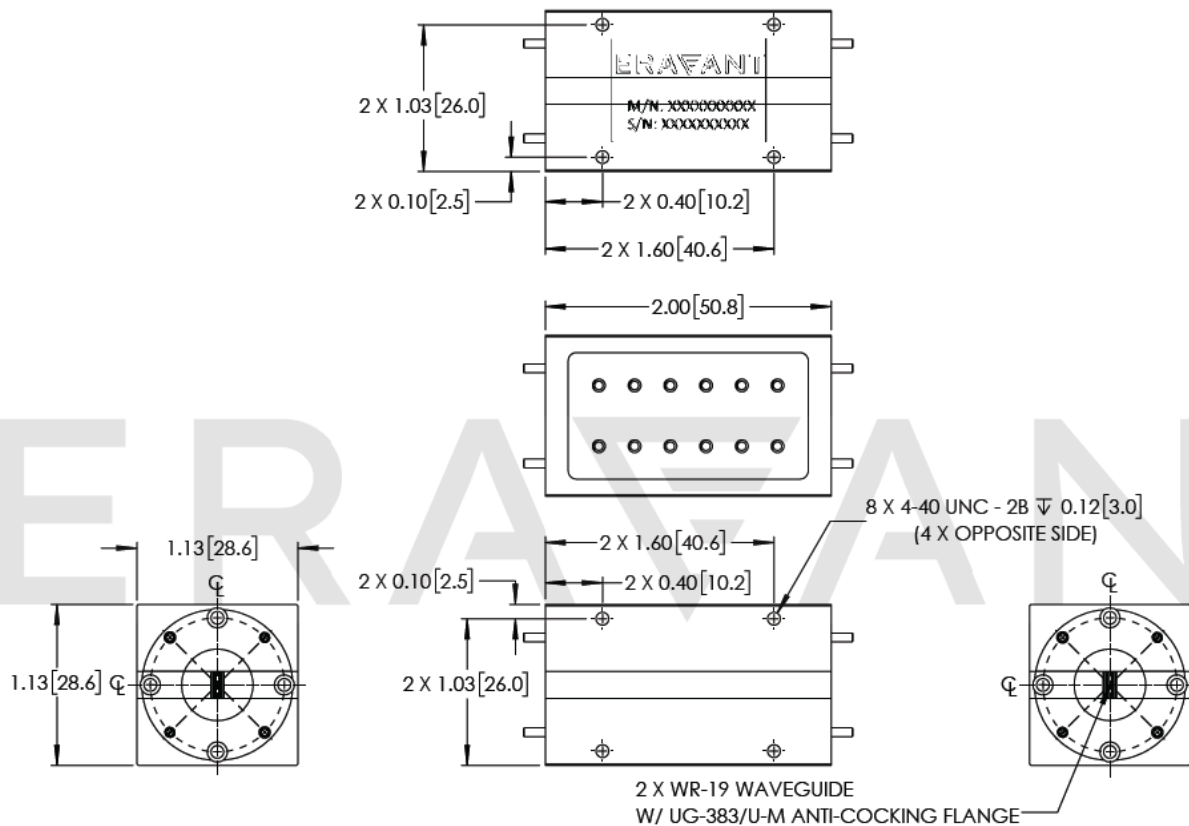 ERAVANT
2 X 1.03[26.0]
M/N: XXXXXXXXXX
S/N: XXXXXXXXXX
2 X 0.10[2.5]
2 X 0.40[10.2]
2 X 1.60[40.6]
2.00[50.8]
ERAVAN
8 X 4-40 UNC - 2B ↧ 0.12[3.0]
(4 X OPPOSITE SIDE)
1.13[28.6]
2 X 1.60[40.6]
2 X 0.10[2.5]
2 X 0.40[10.2]
℄
℄
1.13[28.6] ℄
2 X 1.03[26.0]
℄
2 X WR-19 WAVEGUIDE
W/ UG-383/U-M ANTI-COCKING FLANGE